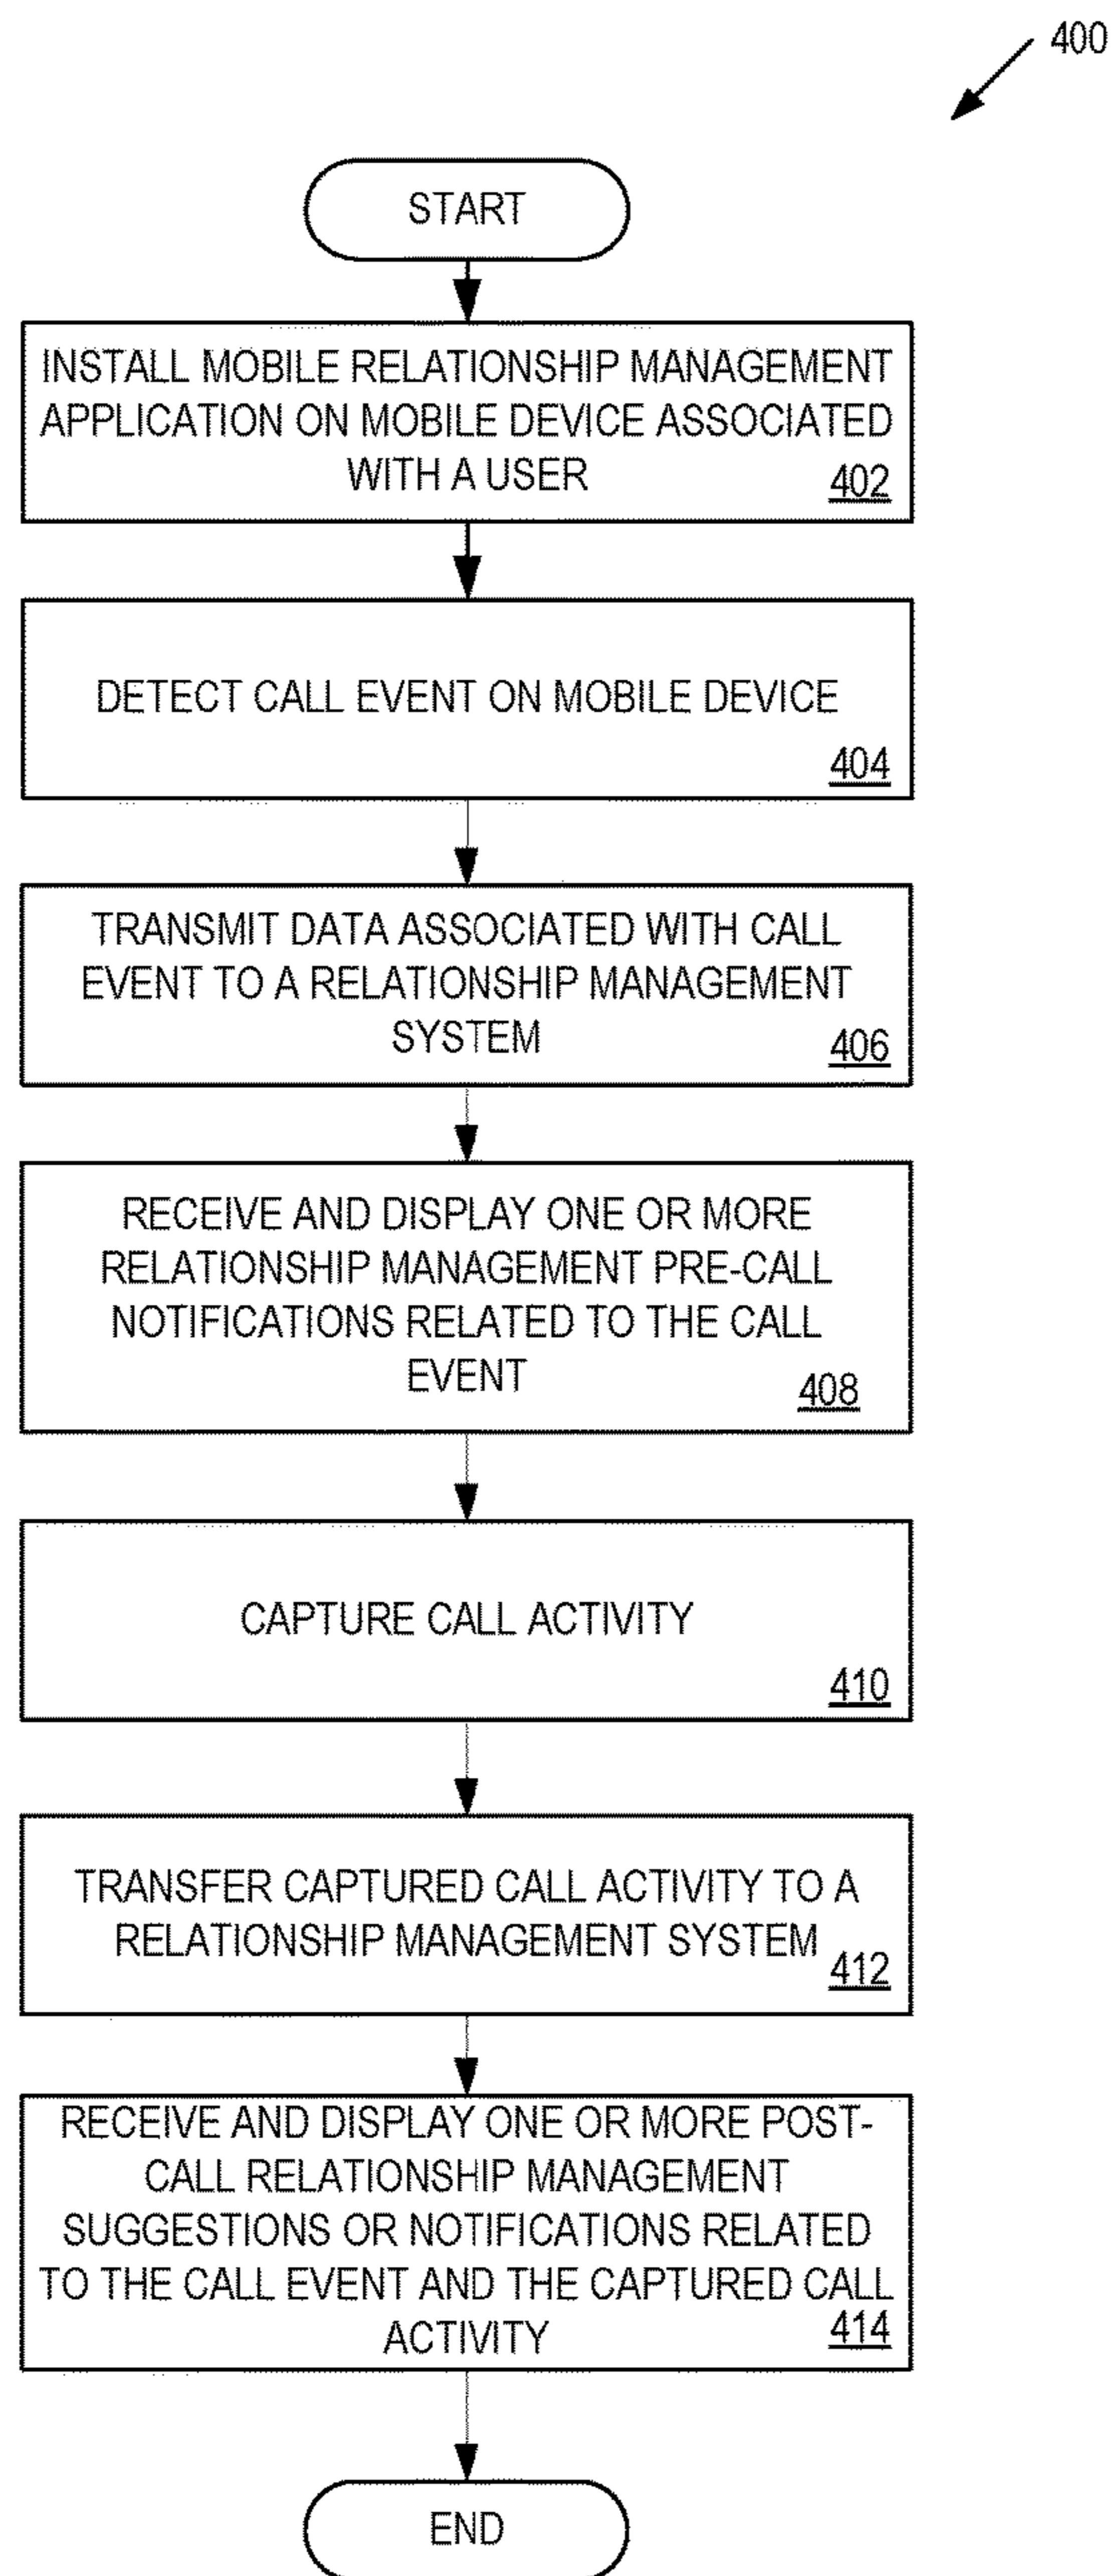 400
START
INSTALL MOBILE RELATIONSHIP MANAGEMENT
APPLICATION ON MOBILE DEVICE ASSOCIATED
WITH A USER
402
DETECT CALL EVENT ON MOBILE DEVICE
404
TRANSMIT DATA ASSOCIATED WITH CALL
EVENT TO A RELATIONSHIP MANAGEMENT
SYSTEM
406
RECEIVE AND DISPLAY ONE OR MORE
RELATIONSHIP MANAGEMENT PRE-CALL
NOTIFICATIONS RELATED TO THE CALL
EVENT
408
CAPTURE CALL ACTIVITY
410
TRANSFER CAPTURED CALL ACTIVITY TO A
RELATIONSHIP MANAGEMENT SYSTEM
412
RECEIVE AND DISPLAY ONE OR MORE POST-
CALL RELATIONSHIP MANAGEMENT
SUGGESTIONS OR NOTIFICATIONS RELATED
TO THE CALL EVENT AND THE CAPTURED CALL
ACTIVITY
414
END